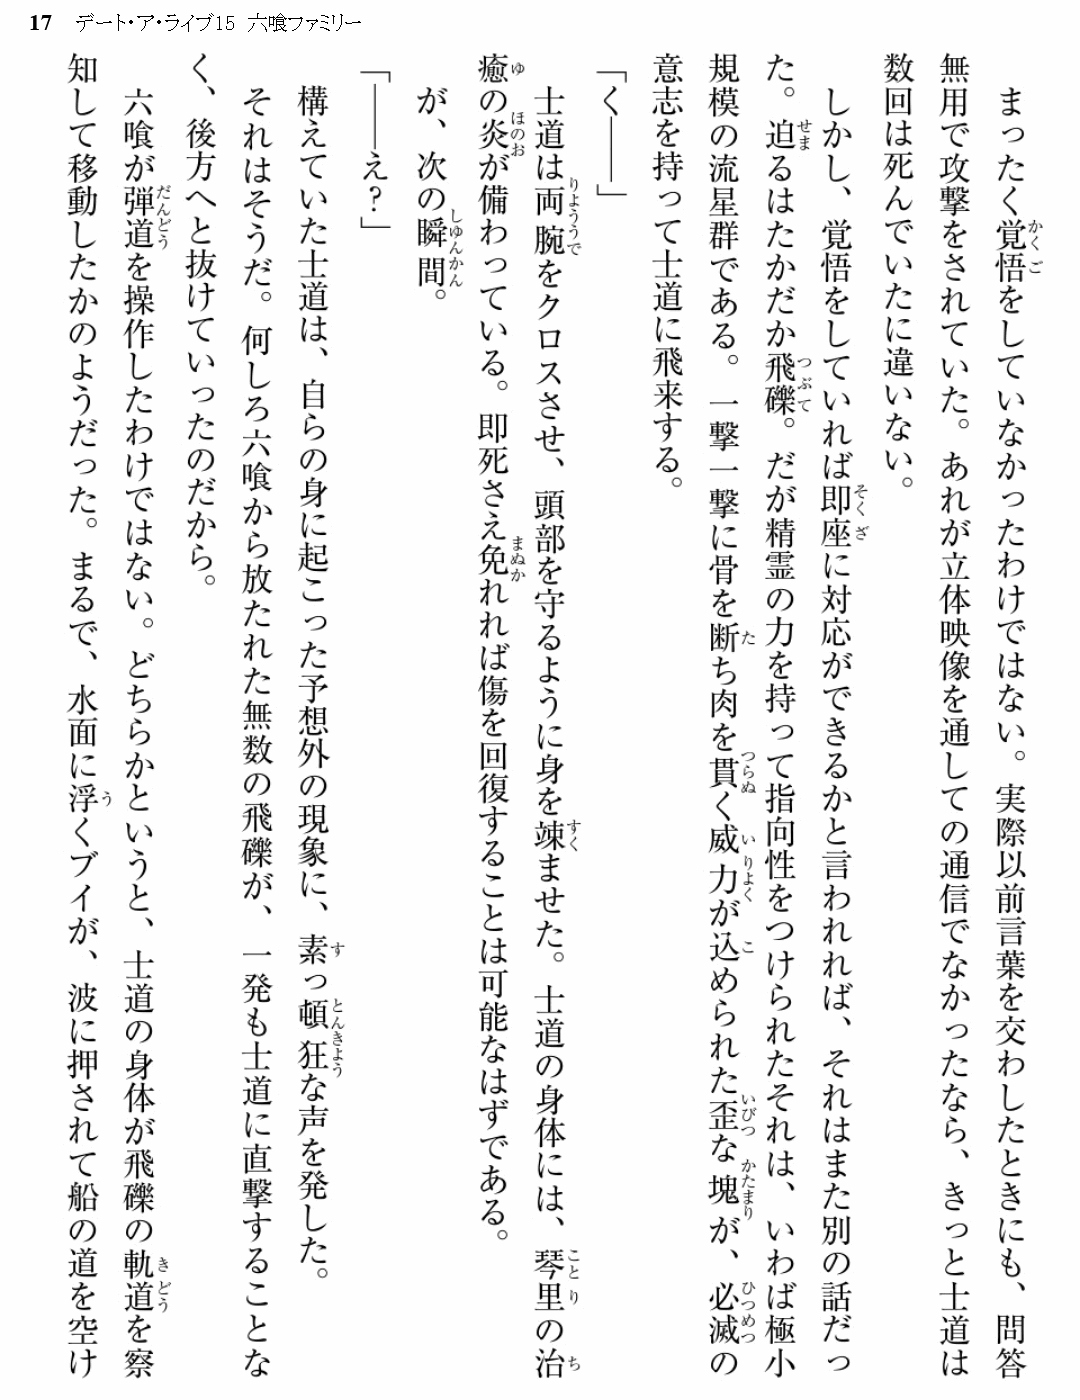 17 デート・ア・ライブ15 六喰ファミリー
まったく覚悟をしていなかったわけではない。実際以前言葉を交わしたときにも、問答
無用で攻撃をされていた。あれが立体映像を通しての通信でなかったなら、きっと士道は
数回は死んでいたに違いない。
しかし、覚悟をしていれば即座に対応ができるかと言われれば、それはまた別の話だっ
た。迫るはたかだか飛礫。だが精霊の力を持って指向性をつけられたそれは、いわば極小
規模の流星群である。一撃一撃に骨を断ち肉を貫く威力が込められた歪な塊が、必滅の
意志を持って士道に飛来する。
「く――」
士道は両腕をクロスさせ、頭部を守るように身を竦ませた。士道の身体には、琴里の治
癒の炎が備わっている。即死さえ免れれば傷を回復することは可能なはずである。
が、次の瞬間。
「――え？」
構えていた士道は、自らの身に起こった予想外の現象に、素っ頓狂な声を発した。
それはそうだ。何しろ六喰から放たれた無数の飛礫が、一発も士道に直撃することな
く、後方へと抜けていったのだから。
六喰が弾道を操作したわけではない。どちらかというと、士道の身体が飛礫の軌道を察
知して移動したかのようだった。まるで、水面に浮くブイが、波に押されて船の道を空け